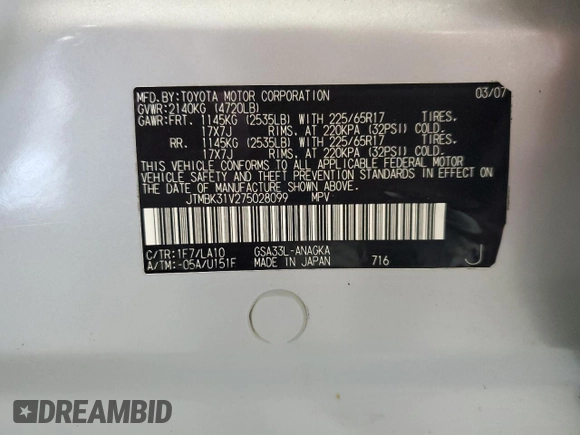 MFD.BY:TOYOTA MOTOR CORPORATION 03/07
GVWR:2140KG (4720LB)
GAWR:FRT. 1145KG (2535LB) WITH 225/65R17 TIRES.
17X7J RIMS, AT 220KPA (32PSI) COLD.
RR. 1145KG (2535LB) WITH 225/65R17 TIRES.
17X7J RIMS, AT 220KPA (32PSI) COLD.
THIS VEHICLE CONFORMS TO ALL APPLICABLE FEDERAL MOTOR
VEHICLE SAFETY AND THEFT PREVENTION STANDARDS IN EFFECT
ON THE DATE OF MANUFACTURE SHOWN ABOVE.
JTMBK31V275028099 MPV
C/TR:1F7/LA10 GSA33L-ANAGKA J
A/TM:-05A/U151F MADE IN JAPAN 716
DREAMBID